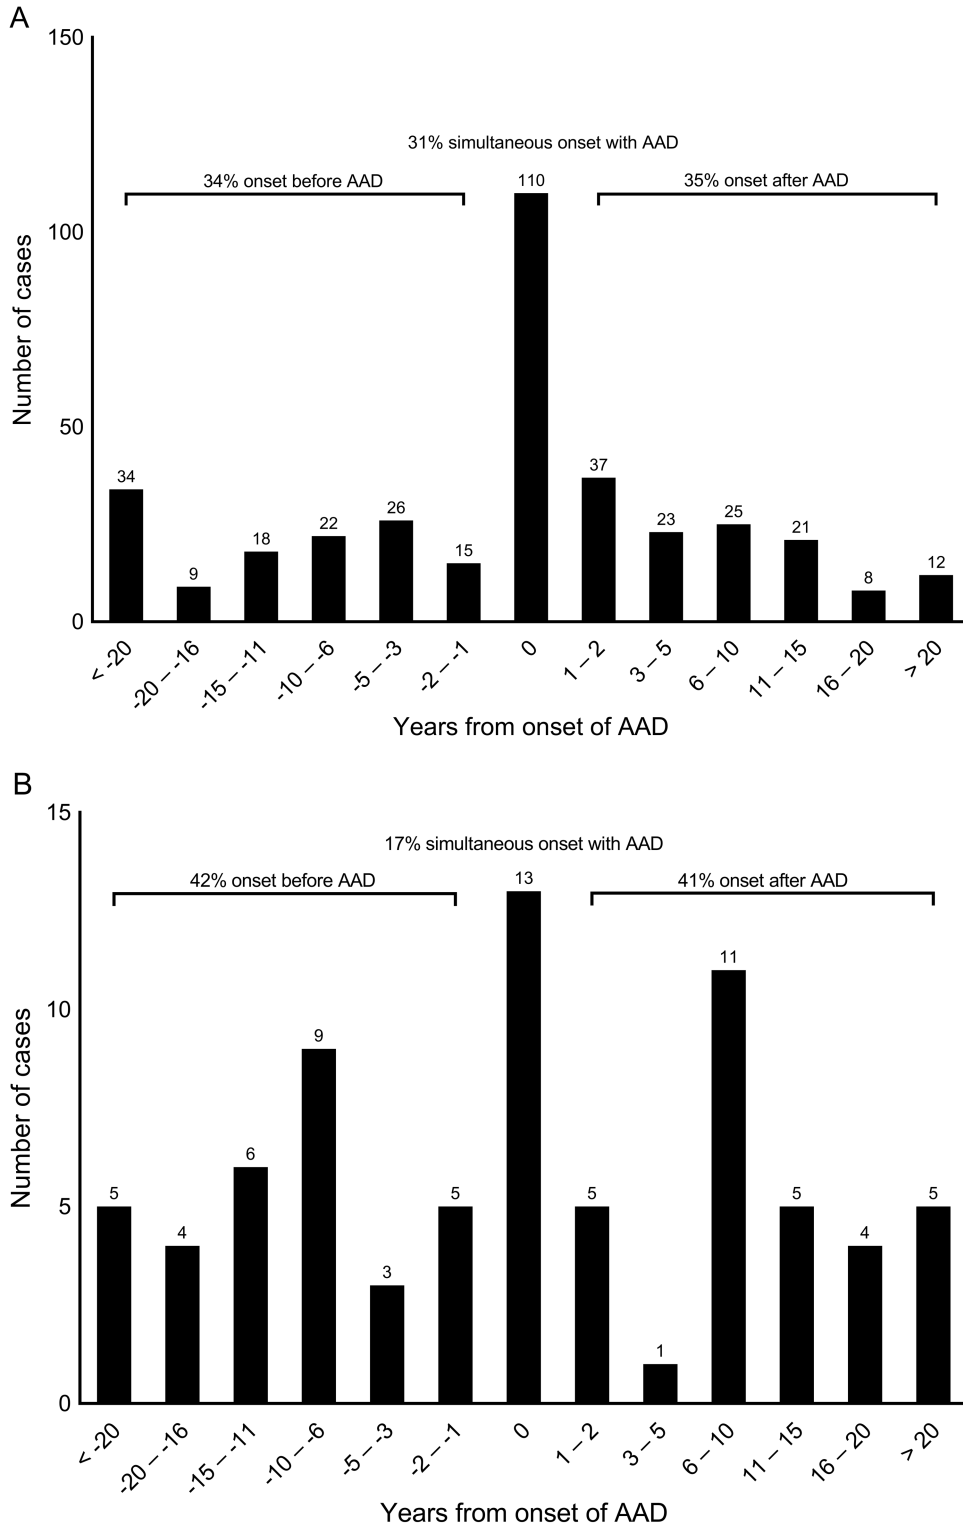 A
150
31% simultaneous onset with AAD
34% onset before AAD
110
35% onset after AAD
100
Number of cases
50
34
9
18
22
26
15
37
23
25
21
8
12
0
< -20
-20 – -16
-15 – -11
-10 – -6
-5 – -3
-2 – -1
0
1 – 2
3 – 5
6 – 10
11 – 15
16 – 20
> 20
Years from onset of AAD
B
15
17% simultaneous onset with AAD
42% onset before AAD
13
41% onset after AAD
10
Number of cases
5
5
4
6
9
3
5
5
1
11
5
4
5
0
< -20
-20 – -16
-15 – -11
-10 – -6
-5 – -3
-2 – -1
0
1 – 2
3 – 5
6 – 10
11 – 15
16 – 20
> 20
Years from onset of AAD